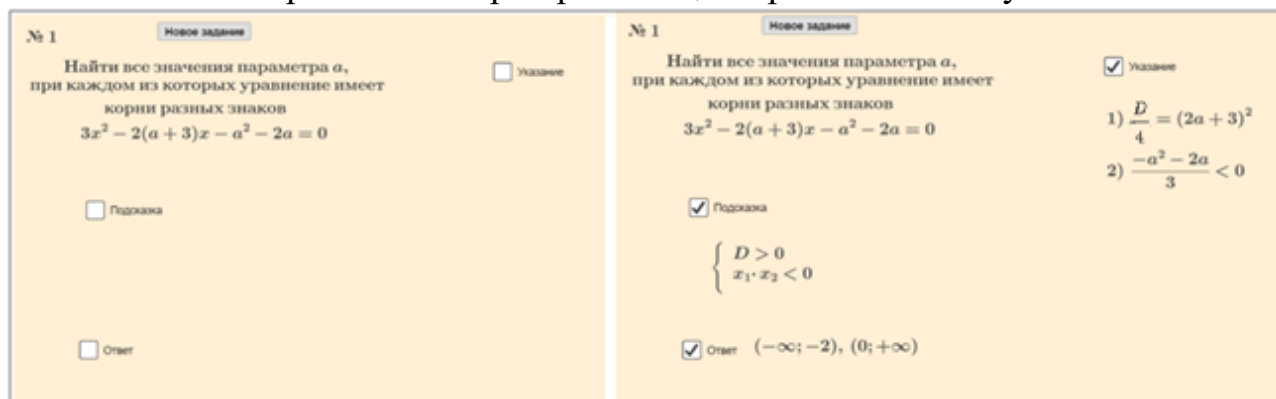 № 1
Новое задание
Найти все значения параметра a,
при каждом из которых уравнение имеет
корни разных знаков
3x² − 2(a + 3)x − a² − 2a = 0
Указание
Подсказка
Ответ
№ 1
Новое задание
Найти все значения параметра a,
при каждом из которых уравнение имеет
корни разных знаков
3x² − 2(a + 3)x − a² − 2a = 0
Указание
1) D/4 = (2a + 3)²
2) (−a² − 2a)/3 < 0
Подсказка
{ D > 0
x₁· x₂ < 0
Ответ (−∞; −2), (0; +∞)